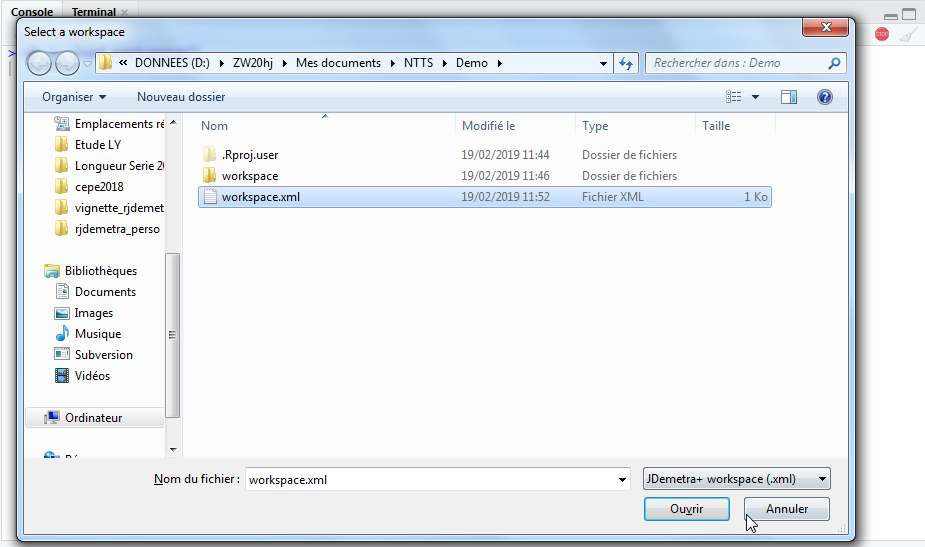 Console Terminal ×
Select a workspace
>
« DONNEES (D:) ZW20hj Mes documents NTTS Demo Rechercher dans : Demo
STOP
Organiser Nouveau dossier ?
Nom Modifié le Type Taille
Emplacements ré
Etude LY
Longueur Serie 20
cepe2018
vignette_rjdemet
rjdemetra_perso
Bibliothèques
Documents
Images
Musique
Subversion
Vidéos
Ordinateur
.Rproj.user 19/02/2019 11:44 Dossier de fichiers
workspace 19/02/2019 11:46 Dossier de fichiers
workspace.xml 19/02/2019 11:52 Fichier XML 1 Ko
Nom du fichier : workspace.xml JDemetra+ workspace (.xml)
Ouvrir Annuler